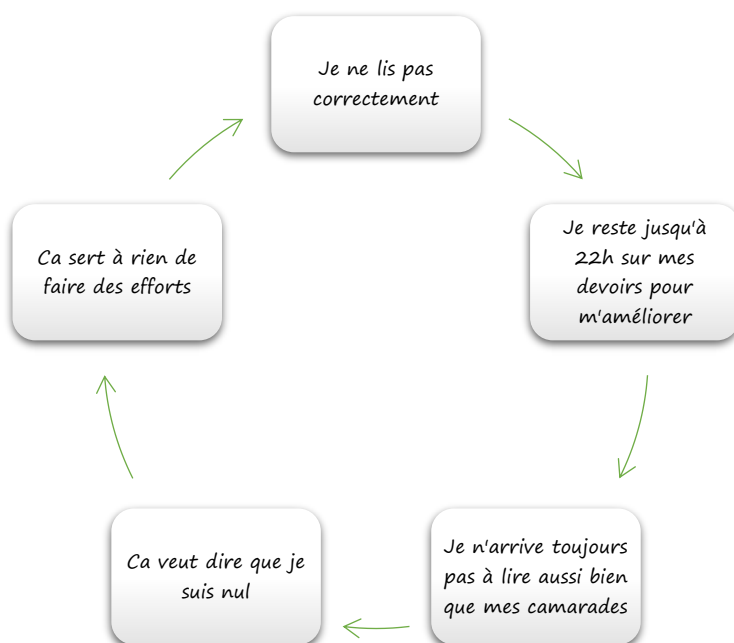 Je ne lis pas
correctement
Je reste jusqu'à
22h sur mes
devoirs pour
m'améliorer
Je n'arrive toujours
pas à lire aussi bien
que mes camarades
Ca veut dire que je
suis nul
Ca sert à rien de
faire des efforts